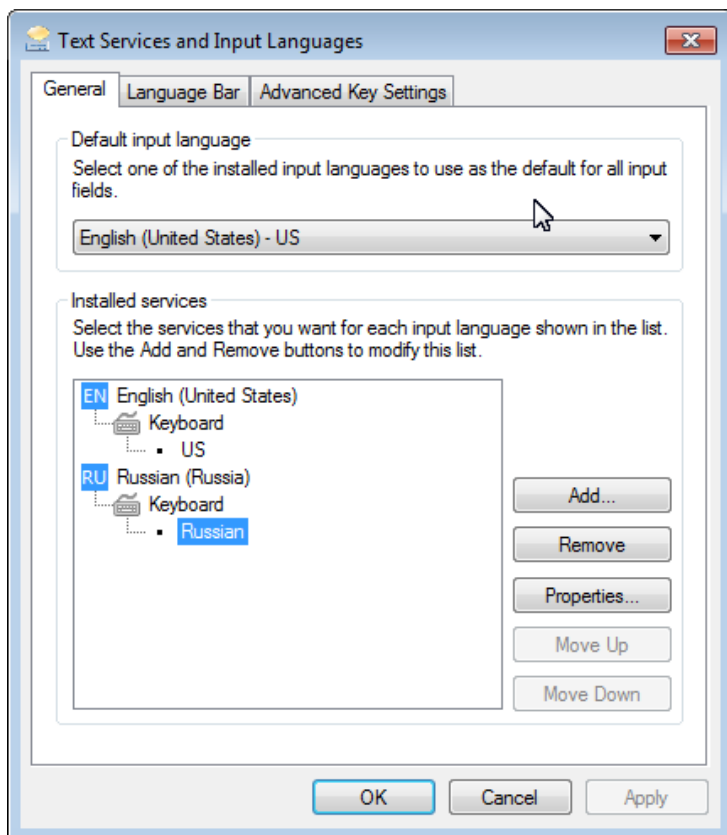 Text Services and Input Languages
General
Language Bar
Advanced Key Settings
Default input language
Select one of the installed input languages to use as the default for all input
fields.
English (United States) - US
Installed services
Select the services that you want for each input language shown in the list.
Use the Add and Remove buttons to modify this list.
EN English (United States)
Keyboard
US
RU Russian (Russia)
Keyboard
Russian
Add...
Remove
Properties...
Move Up
Move Down
OK
Cancel
Apply